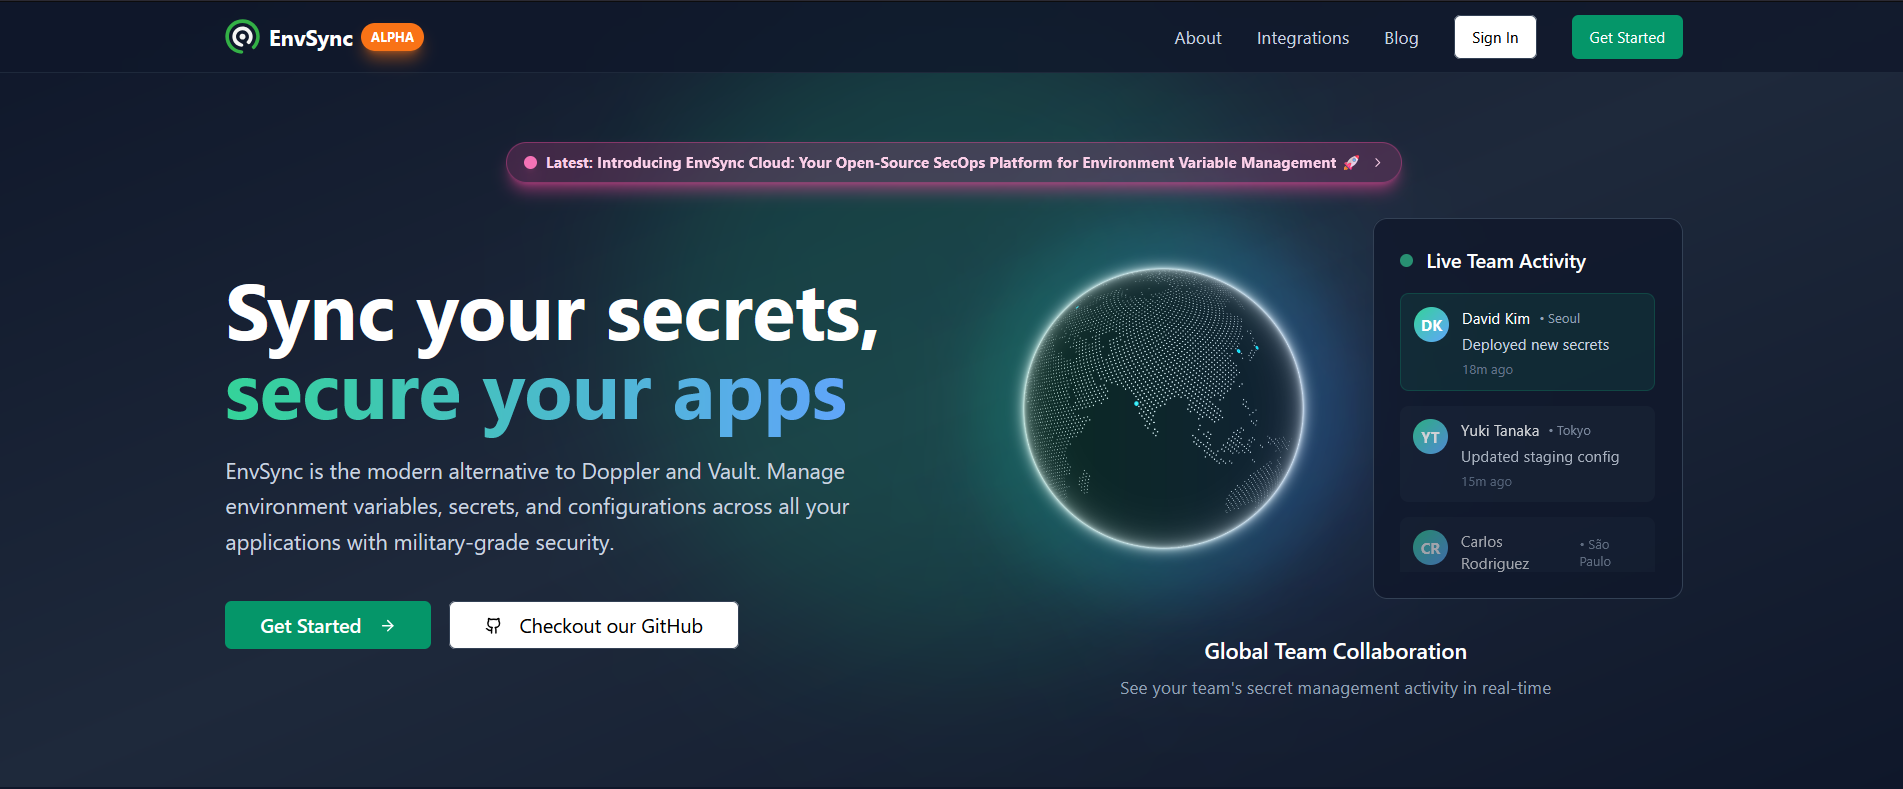 EnvSync ALPHA
About Integrations Blog Sign In Get Started
Latest: Introducing EnvSync Cloud: Your Open-Source SecOps Platform for Environment Variable Management 🚀
Sync your secrets,
secure your apps
EnvSync is the modern alternative to Doppler and Vault. Manage
environment variables, secrets, and configurations across all your
applications with military-grade security.
Get Started
Checkout our GitHub
Live Team Activity
DK
David Kim • Seoul
Deployed new secrets
18m ago
YT
Yuki Tanaka • Tokyo
Updated staging config
15m ago
CR
Carlos
Rodriguez
• São
Paulo
Global Team Collaboration
See your team's secret management activity in real-time